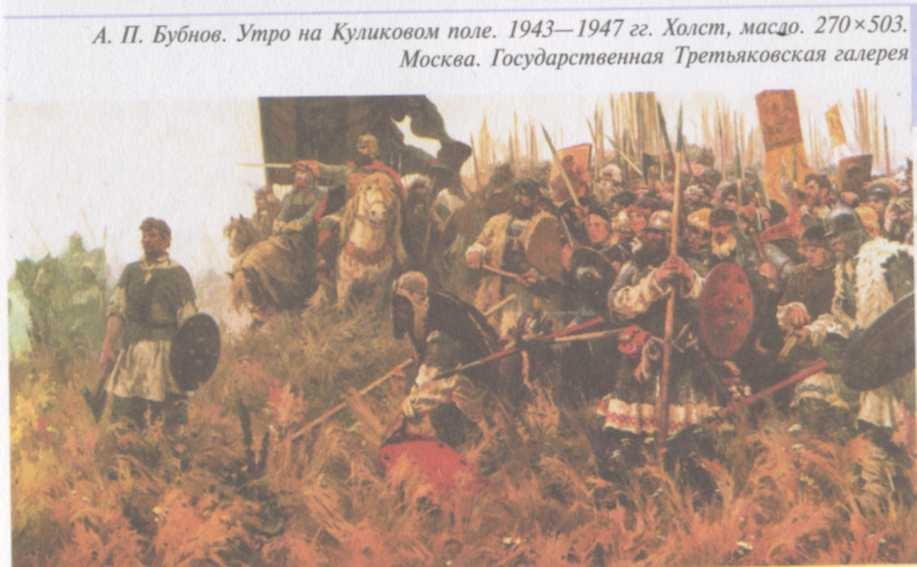 А. П. Бубнов. Утро на Куликовом поле. 1943—1947 гг. Холст, масло. 270×503.
Москва. Государственная Третьяковская галерея